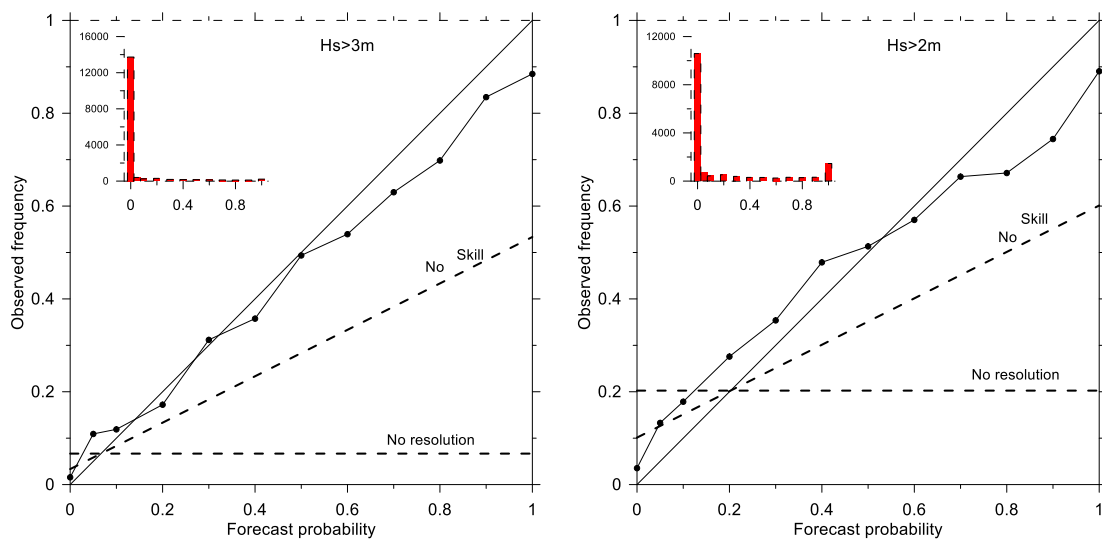 1
16000
Hs>3m
12000
0.8
8000
4000
0
0 0.4 0.8
0.6
Observed frequency
Skill
No
0.4
0.2
No resolution
0
0 0.2 0.4 0.6 0.8 1
Forecast probability
1
12000
Hs>2m
0.8
8000
4000
0
0 0.4 0.8
0.6
Observed frequency
Skill
No
0.4
No resolution
0.2
0
0 0.2 0.4 0.6 0.8 1
Forecast probability